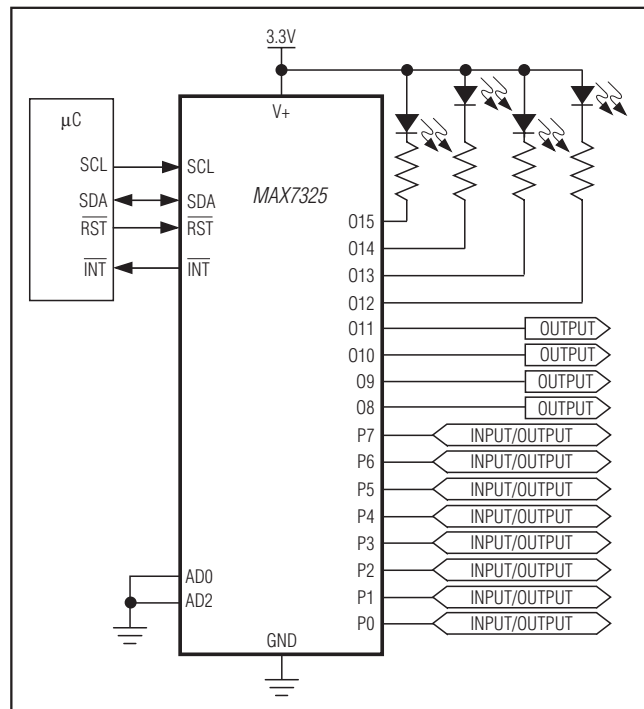 3.3V
V+
μC
MAX7325
SCL
SCL
SDA
SDA
RST
RST
INT
INT
O15
O14
O13
O12
O11
OUTPUT
O10
OUTPUT
O9
OUTPUT
O8
OUTPUT
P7
INPUT/OUTPUT
P6
INPUT/OUTPUT
P5
INPUT/OUTPUT
P4
INPUT/OUTPUT
P3
INPUT/OUTPUT
P2
INPUT/OUTPUT
P1
INPUT/OUTPUT
P0
INPUT/OUTPUT
AD0
AD2
GND